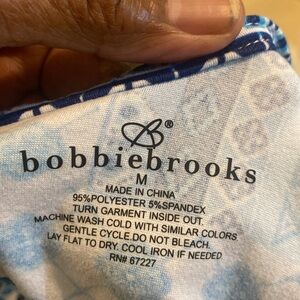 B®
bobbiebrooks
M
MADE IN CHINA
95%POLYESTER 5%SPANDEX
TURN GARMENT INSIDE OUT.
MACHINE WASH COLD WITH SIMILAR COLORS
GENTLE CYCLE.DO NOT BLEACH.
LAY FLAT TO DRY. COOL IRON IF NEEDED.
RN# 67227